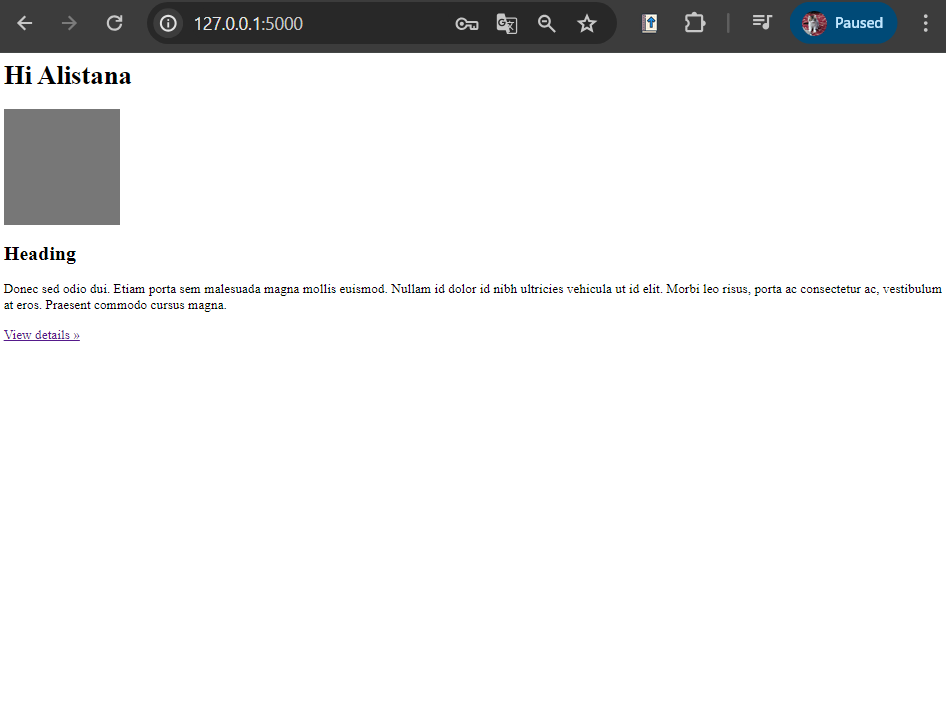 127.0.0.1:5000
Paused
Hi Alistana
Heading
Donec sed odio dui. Etiam porta sem malesuada magna mollis euismod. Nullam id dolor id nibh ultricies vehicula ut id elit. Morbi leo risus, porta ac consectetur ac, vestibulum
at eros. Praesent commodo cursus magna.
View details »